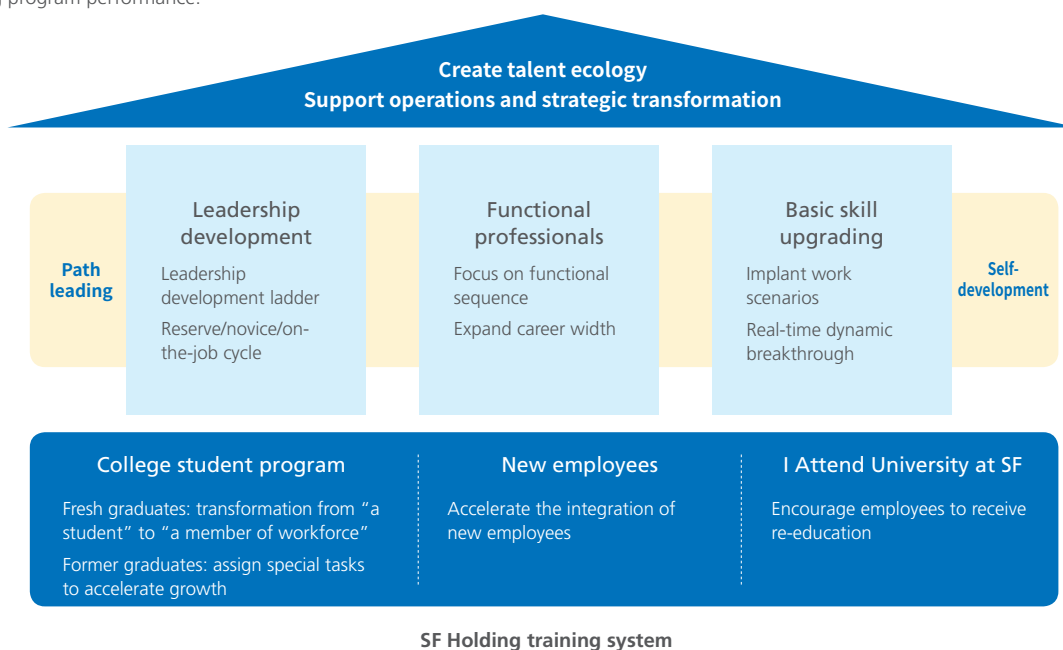 program performance.
Create talent ecology
Support operations and strategic transformation
Path
leading
Leadership
development
Leadership
development ladder
Reserve/novice/on-
the-job cycle
Functional
professionals
Focus on functional
sequence
Expand career width
Basic skill
upgrading
Implant work
scenarios
Real-time dynamic
breakthrough
Self-
development
College student program
Fresh graduates: transformation from “a
student” to “a member of workforce”
Former graduates: assign special tasks
to accelerate growth
New employees
Accelerate the integration of
new employees
I Attend University at SF
Encourage employees to receive
re-education
SF Holding training system